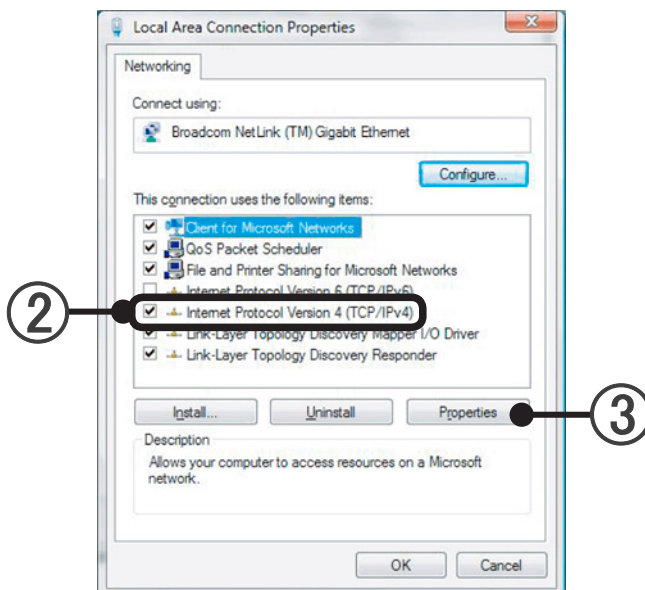 Local Area Connection Properties
Networking
Connect using:
Broadcom NetLink (TM) Gigabit Ethernet
Configure...
This connection uses the following items:
Client for Microsoft Networks
QoS Packet Scheduler
File and Printer Sharing for Microsoft Networks
Internet Protocol Version 6 (TCP/IPv6)
② Internet Protocol Version 4 (TCP/IPv4)
Link-Layer Topology Discovery Mapper I/O Driver
Link-Layer Topology Discovery Responder
Install... Uninstall Properties ③
Description
Allows your computer to access resources on a Microsoft
network.
OK Cancel